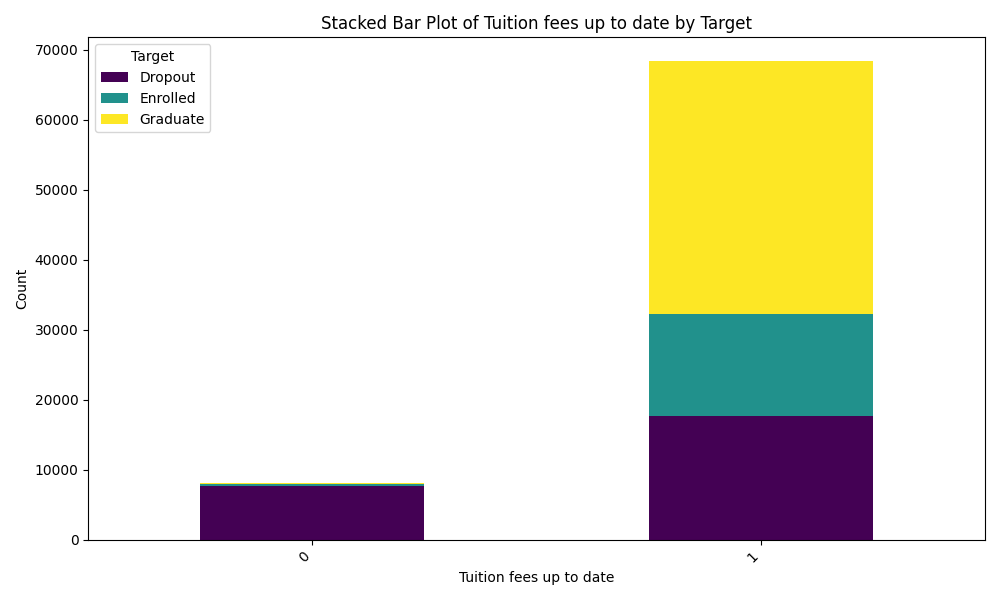 Stacked Bar Plot of Tuition fees up to date by Target
Target
Dropout
Enrolled
Graduate
70000
60000
50000
40000
30000
20000
10000
0
Count
0
1
Tuition fees up to date